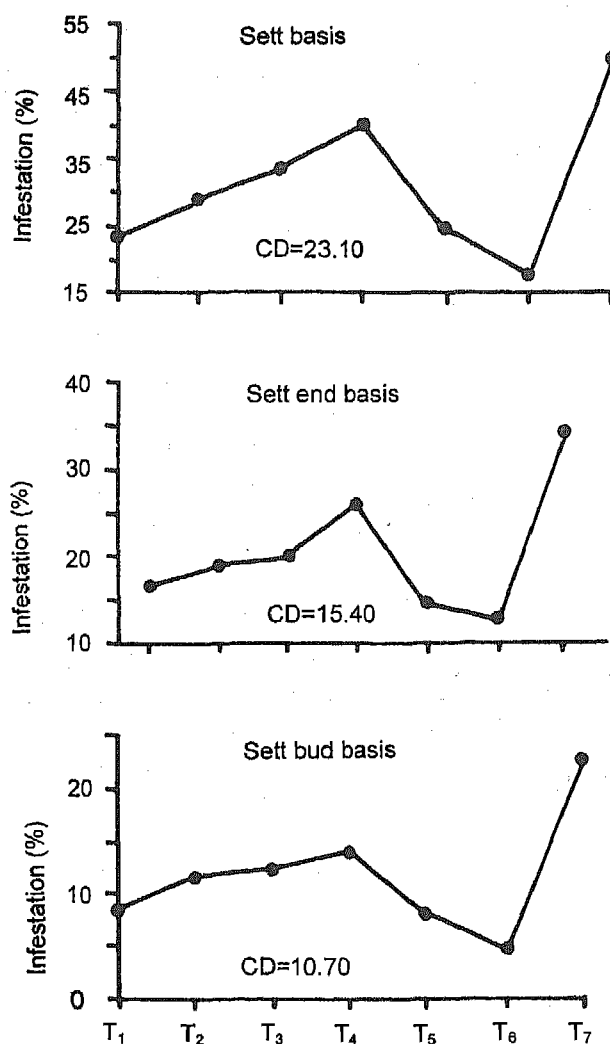 Sett basis
55
45
35
25
15
Infestation (%)
CD=23.10
Sett end basis
40
30
20
10
Infestation (%)
CD=15.40
Sett bud basis
20
10
0
Infestation (%)
CD=10.70
T₁ T₂ T₃ T₄ T₅ T₆ T₇